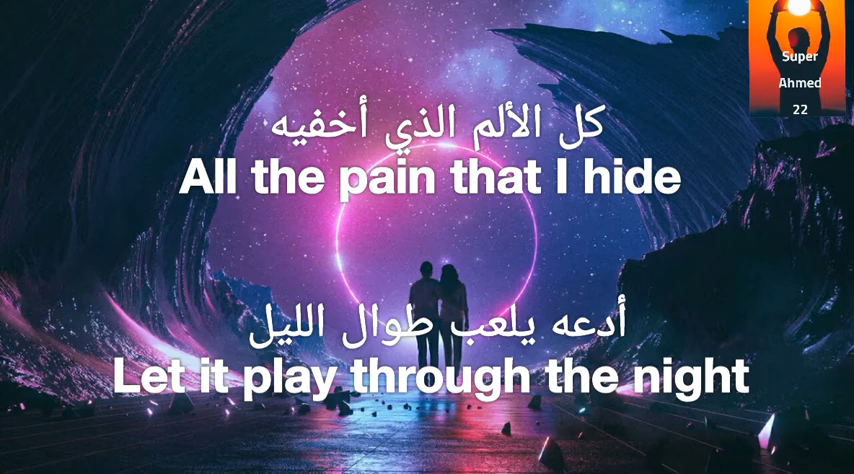 Super
Ahmed
22
كل الألم الذي أخفيه
All the pain that I hide
أدعه يلعب طوال الليل
Let it play through the night